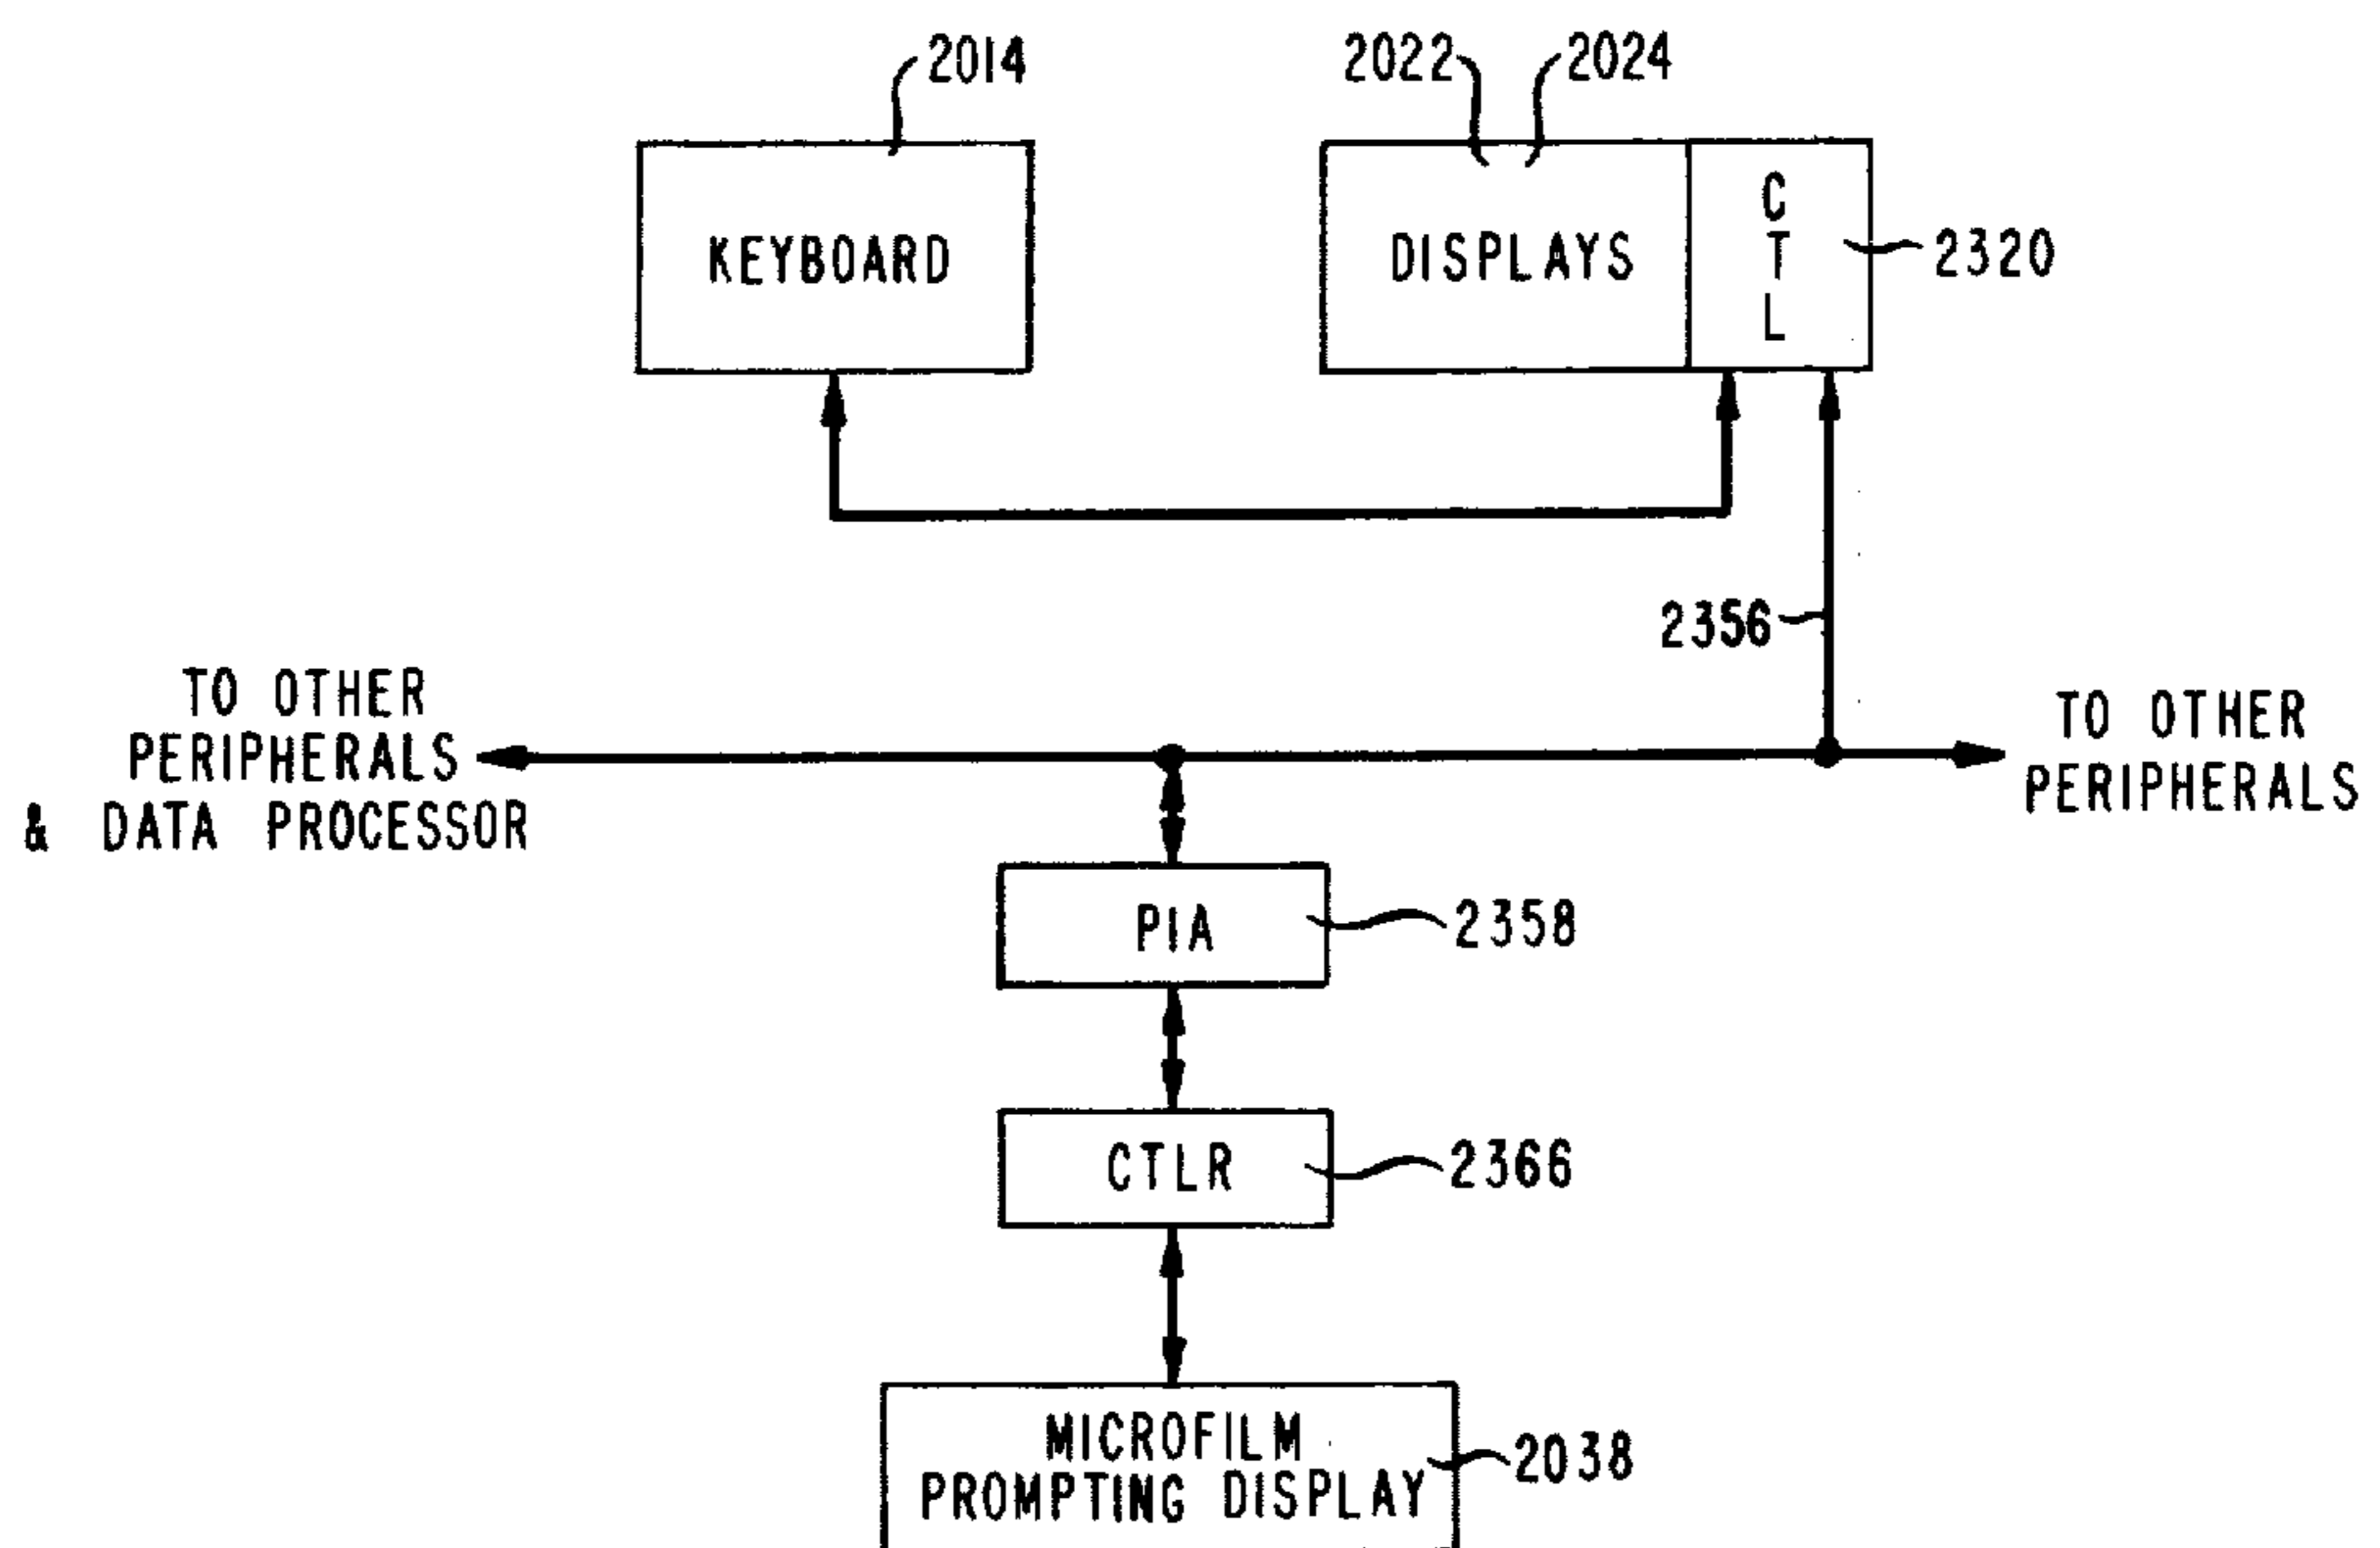 2014
2022
2024
KEYBOARD
DISPLAYS
CTL
2320
2356
TO OTHER
PERIPHERALS
& DATA PROCESSOR
TO OTHER
PERIPHERALS
PIA
2358
CTLR
2366
MICROFILM
PROMPTING DISPLAY
2038